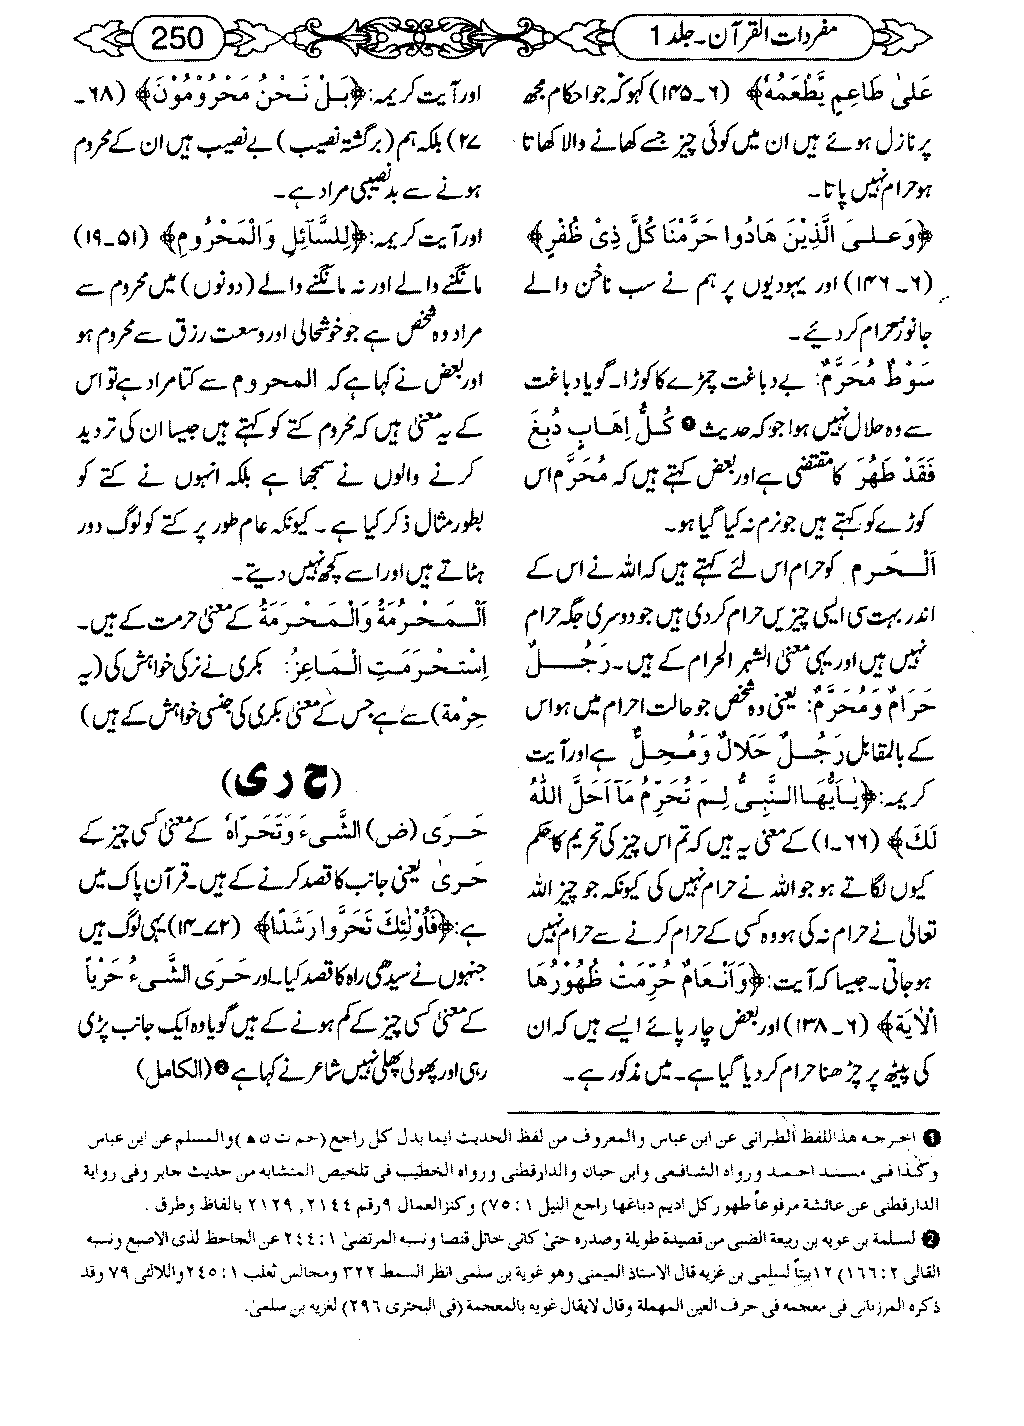 مفردات القرآن۔ جلد 1
250
عَلٰی طَاعِمٍ یَّطْعَمُہٗ﴾ (۶۔۱۴۵) کہو کہ جو احکام مجھ
پر نازل ہوئے ہیں ان میں کوئی چیز جسے کھانے والا کھاتا
ہو حرام نہیں پاتا۔
﴿وَعَلَی الَّذِیْنَ ھَادُوا حَرَّمْنَا کُلَّ ذِیْ ظُفْرٍ﴾
(۶۔۱۴۶) اور یہودیوں پر ہم نے سب ناخن والے
جانور حرام کر دیئے۔
سَوْطٌ مُحَرَّمٌ: بے دباغت چمڑے کا کوڑا۔ گویا دباغت
سے وہ حلال نہیں ہوا جو کہ حدیث❶ کُلُّ اِھَابٍ دُبِغَ
فَقَدْ طَھُرَ کا مقتضی ہے اور بعض کہتے ہیں کہ مُحَرَّم اس
کوڑے کو کہتے ہیں جو نرم نہ کیا گیا ہو۔
اَلْحَرم کو حرام اس لئے کہتے ہیں کہ اللہ نے اس کے
اندر بہت سی ایسی چیزیں حرام کر دی ہیں جو دوسری جگہ حرام
نہیں ہیں اور یہی معنی الشہر الحرام کے ہیں۔ رَجُلٌ
حَرَامٌ وَمُحَرَّمٌ: یعنی وہ شخص جو حالت احرام میں ہو اس
کے بالمقابل رَجُلٌ حَلَالٌ وَمُحِلٌّ ہے اور آیت
کریمہ: ﴿یٰاَیُّھَا النَّبِیُّ لِمَ تُحَرِّمُ مَآ اَحَلَّ اللّٰہُ
لَکَ﴾ (۶۶۔۱) کے معنی یہ ہیں کہ تم اس چیز کی تحریم کا حکم
کیوں لگاتے ہو جو اللہ نے حرام نہیں کی کیونکہ جو چیز اللہ
تعالیٰ نے حرام نہ کی ہو وہ کسی کے حرام کرنے سے حرام نہیں
ہو جاتی۔ جیسا کہ آیت: ﴿وَاَنْعَامٌ حُرِّمَتْ ظُھُوْرُھَا
اْلاٰیَۃ﴾ (۶۔۱۳۸) اور بعض چارپائے ایسے ہیں کہ ان
کی پیٹھ پر چڑھنا حرام کر دیا گیا ہے۔ میں مذکور ہے۔
اور آیت کریمہ: ﴿بَلْ نَحْنُ مَحْرُوْمُوْنَ﴾ (۶۸۔
۲۷) بلکہ ہم (برگشتہ نصیب) بے نصیب ہیں ان کے محروم
ہونے سے بدنصیبی مراد ہے۔
اور آیت کریمہ: ﴿لِلسَّآئِلِ وَالْمَحْرُوْمِ﴾ (۵۱۔۱۹)
مانگنے والے اور نہ مانگنے والے (دونوں) میں محروم سے
مراد وہ شخص ہے جو خوشحالی اور وسعت رزق سے محروم ہو
اور بعض نے کہا ہے کہ المحروم سے کتا مراد ہے تو اس
کے یہ معنی ہیں کہ محروم کتے کو کہتے ہیں جیسا ان کی تردید
کرنے والوں نے سمجھا ہے بلکہ انہوں نے کتے کو
بطور مثال ذکر کیا ہے۔ کیونکہ عام طور پر کتے کو لوگ دور
ہٹاتے ہیں اور اسے کچھ نہیں دیتے۔
اَلْمَحْرُمَۃُ وَالْمَحْرَمَۃُ کے معنی حرمت کے ہیں۔
اِسْتَحْرَمَتِ الْمَاعِزُ: بکری نے نر کی خواہش کی (یہ
حِرْمۃ) سے ہے جس کے معنی بکری کی جنسی خواہش کے ہیں)
(ح ر ی)
حَرَی (ض) الشَّیْءَ وَتَحَرَّاہُ کے معنی کسی چیز کے
حَرٰی یعنی جانب کا قصد کرنے کے ہیں۔ قرآن پاک میں
ہے: ﴿فَاُوْلٰئِکَ تَحَرَّوْا رَشَدًا﴾ (۷۲۔۱۴) یہی لوگ ہیں
جنہوں نے سیدھی راہ کا قصد کیا۔ اور حَرَی الشَّیْءُ حَرْیاً
کے معنی کسی چیز کے کم ہونے کے ہیں گویا وہ ایک جانب پڑی
رہی اور پھولی پھلی نہیں شاعر نے کہا ہے❷ (الکامل)
❶ اخرجہ ھذا اللفظ الطبرانی عن ابن عباس والمعروف من لفظ الحدیث ایما بدل کل راجع (حم ت ن ہ) والمسلم عن ابن عباس
وکذا فی مسند احمد ورواہ الشافعی وابن حبان والدارقطنی ورواہ الخطیب فی تلخیص المتشابہ من حدیث جابر وفی روایۃ
الدارقطنی عن عائشۃ مرفوعاً طھور کل ادیم دباغھا راجع النیل ۱:۷۵) وکنز العمال ۹ رقم ۲۱٤٤, ۲۱۲۹ بالفاظ وطرق۔
❷ لسلمۃ بن عویہ بن ربیعۃ الضبی من قصیدۃ طویلۃ وصدرہ حتیٰ کانی خاتل قنصا ونسبہ المرتضیٰ ۱:۲٤٤ عن الجاحظ لذی الاصبع ونسبہ
القالی ۲:۱۶۶) ۱۲ بیتاً لسلمی بن غزیہ قال الاستاذ المیمنی وھو غویۃ بن سلمی انظر السمط ۳۲۲ ومجالس ثعلب ۱:۲٤۵ واللالئی ۷۹ وقد
ذکرہ المرزبانی فی معجمہ فی حرف العین المھملۃ وقال لایقال غویہ بالمعجمۃ (فی البحتری ۲۹۶) لغزیہ بن سلمیٰ۔